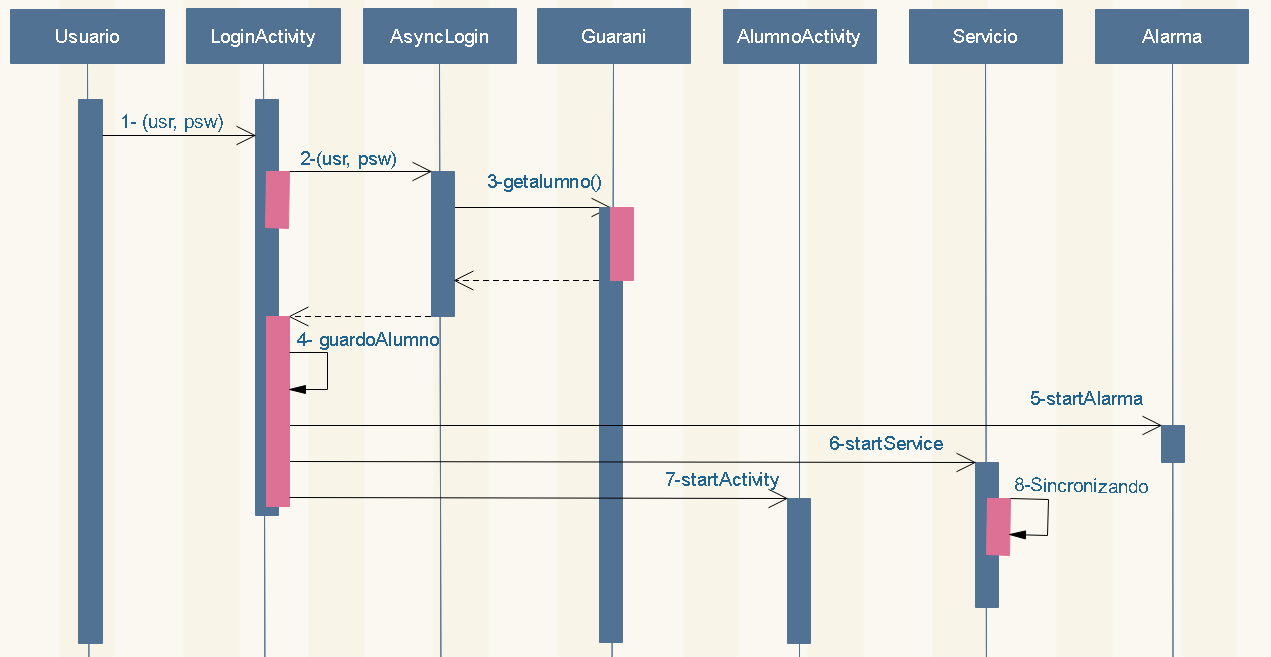 Usuario
LoginActivity
AsyncLogin
Guarani
AlumnoActivity
Servicio
Alarma
1- (usr, psw)
2-(usr, psw)
3-getalumno()
4- guardoAlumno
5-startAlarma
6-startService
7-startActivity
8-Sincronizando